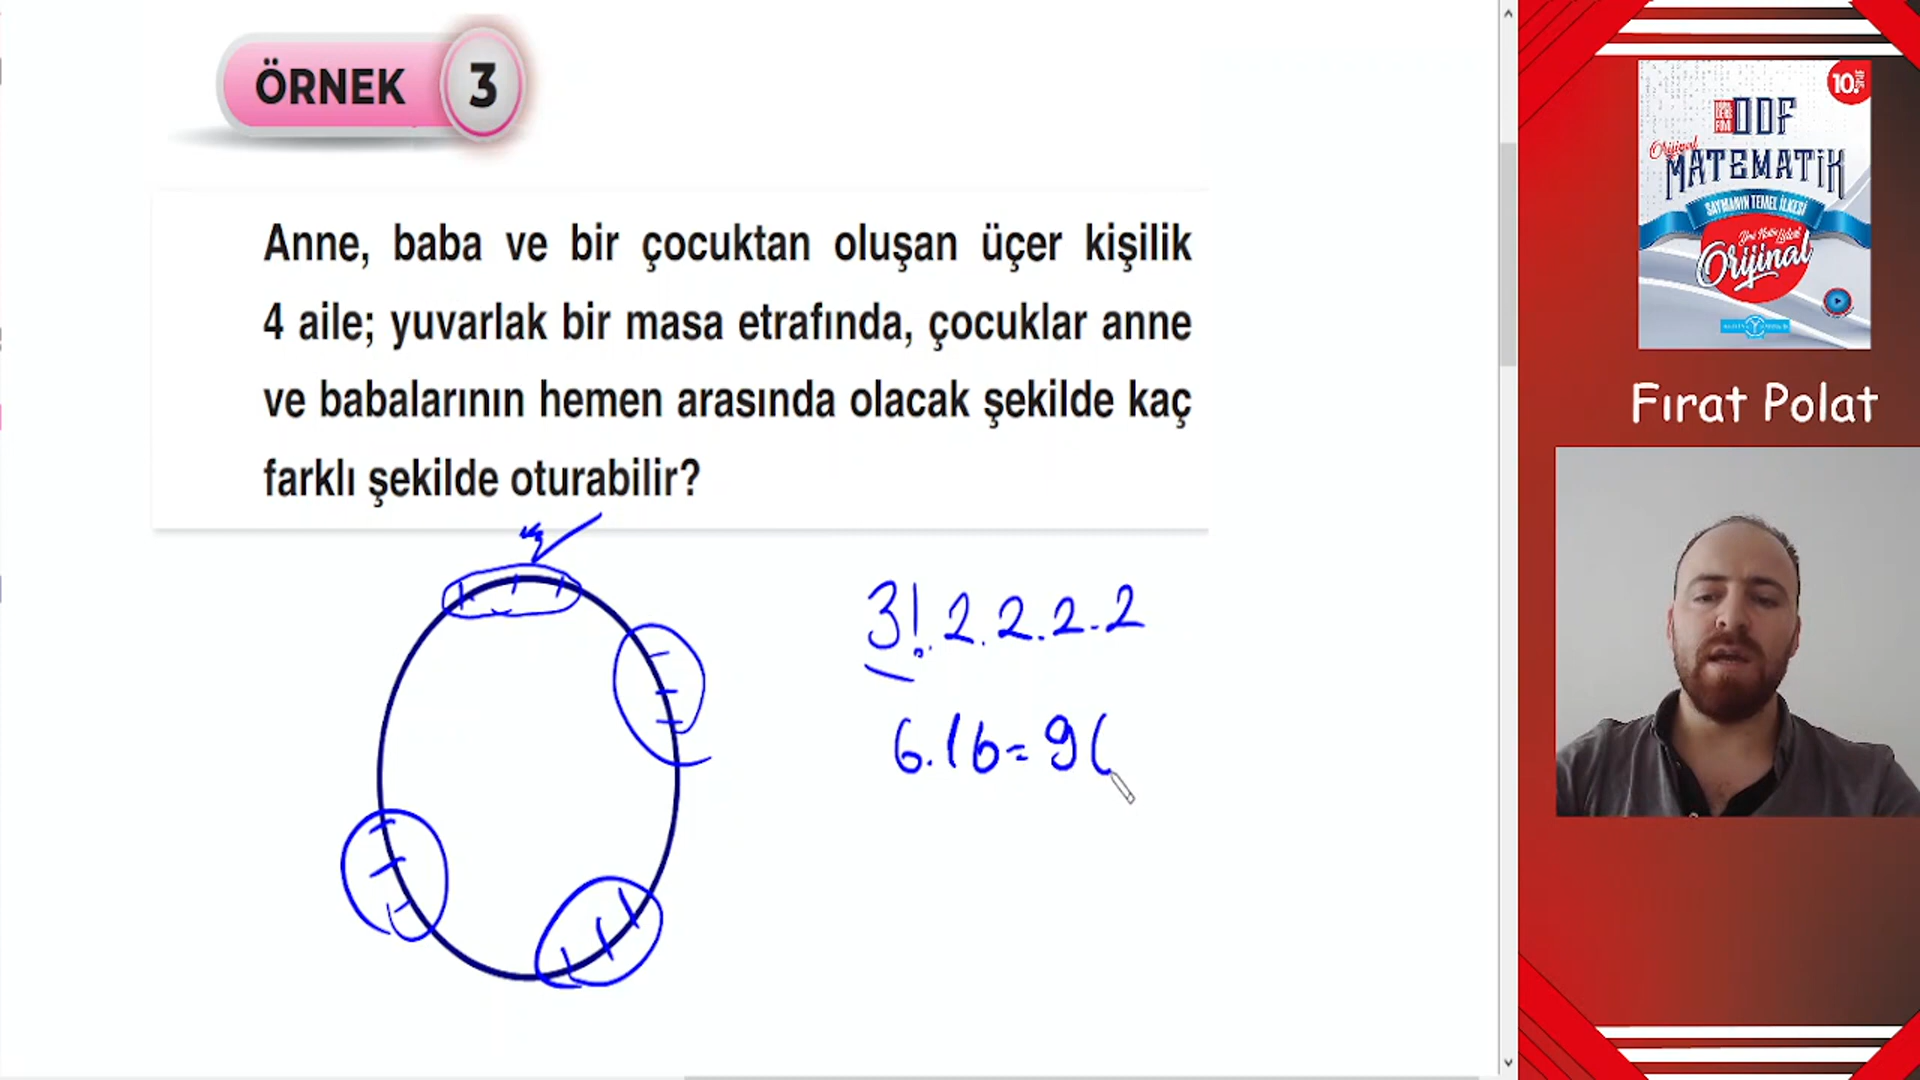 ÖRNEK 3
Anne, baba ve bir çocuktan oluşan üçer kişilik
4 aile; yuvarlak bir masa etrafında, çocuklar anne
ve babalarının hemen arasında olacak şekilde kaç
farklı şekilde oturabilir?
3!.2.2.2.2
6.16=9(
10.
ODF
Orijinal
MATEMATİK
SAYMANIN TEMEL İLKESİ
Orijinal
Fırat Polat